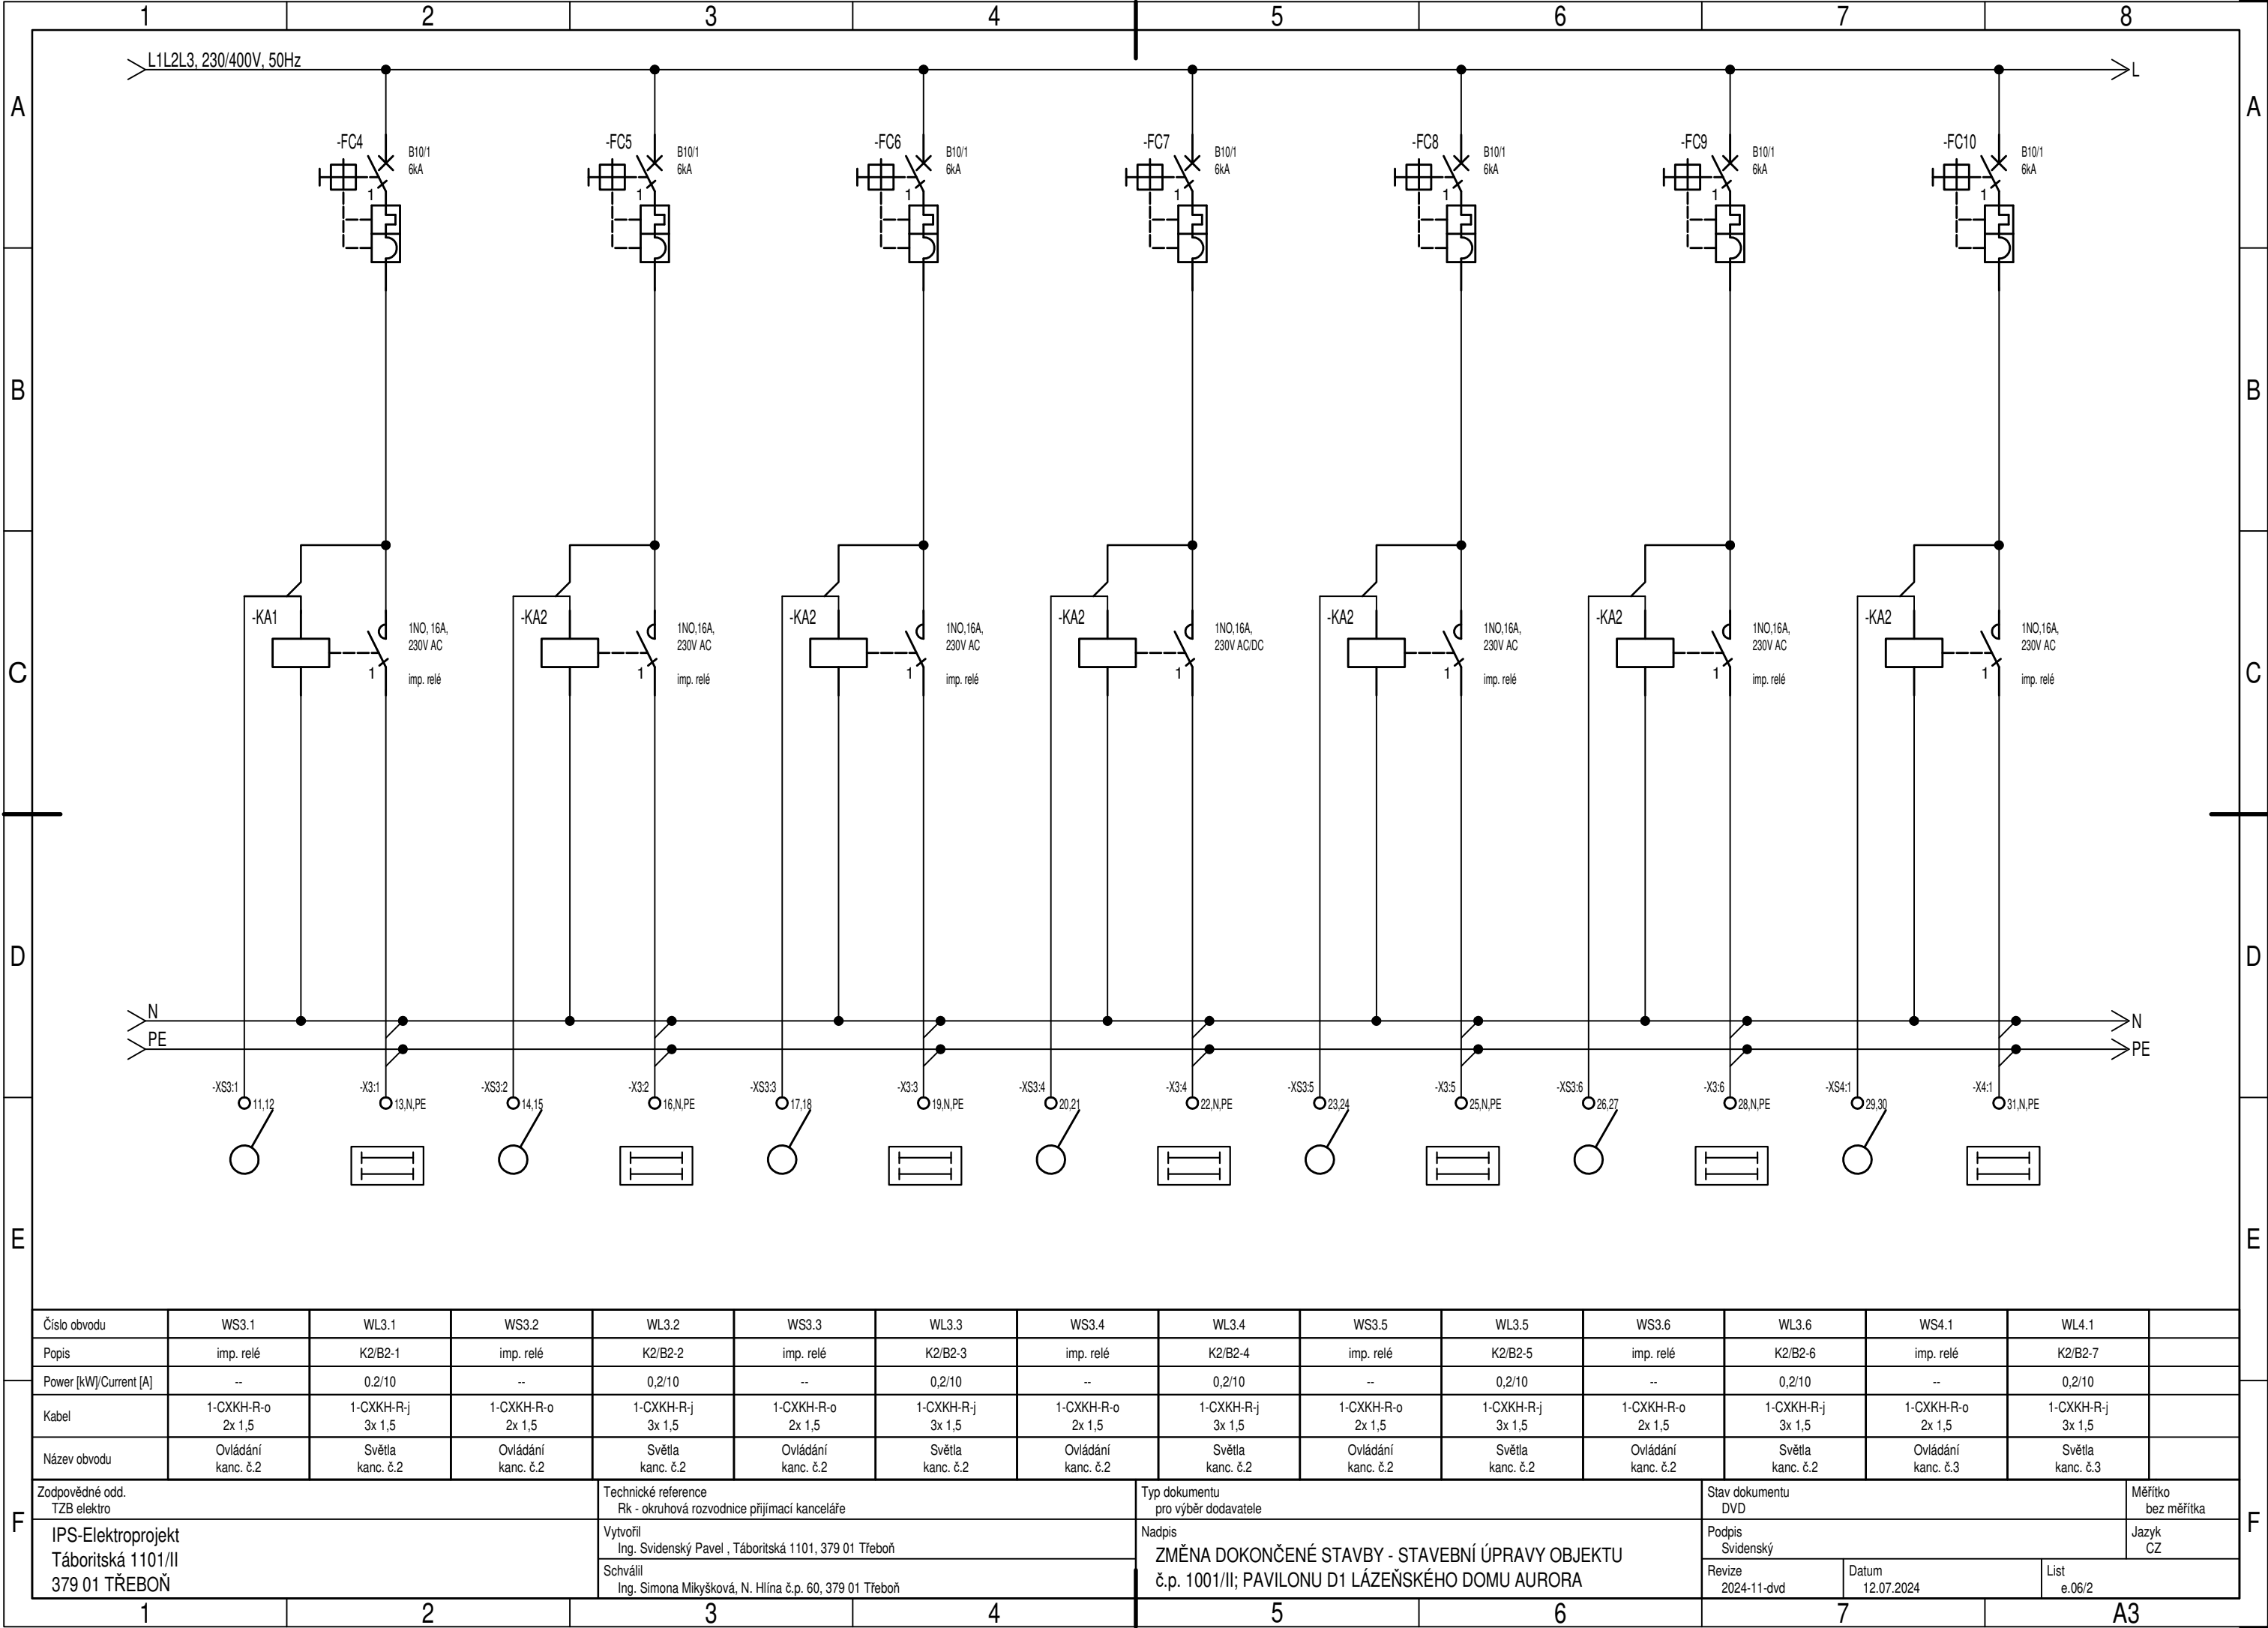 1 2 3 4 5 6 7 8
L1L2L3, 230/400V, 50Hz
L
A A
-FC4 B10/1 -FC5 B10/1 -FC6 B10/1 -FC7 B10/1 -FC8 B10/1 -FC9 B10/1 -FC10 B10/1
6kA 6kA 6kA 6kA 6kA 6kA 6kA
1 1 1 1 1 1 1
B B
-KA1 -KA2 -KA2 -KA2 -KA2 -KA2 -KA2
1NO,16A, 1NO,16A, 1NO,16A, 1NO,16A, 1NO,16A, 1NO,16A, 1NO,16A,
230V AC 230V AC 230V AC 230V AC/DC 230V AC 230V AC 230V AC
1 1 1 1 1 1 1
imp. relé imp. relé imp. relé imp. relé imp. relé imp. relé
C C
D D
N N
PE PE
-XS3:1 -X3:1 -XS3:2 -X3:2 -XS3:3 -X3:3 -XS3:4 -X3:4 -XS3:5 -X3:5 -XS3:6 -X3:6 -XS4:1 -X4:1
11,12 13,N,PE 14,15 16,N,PE 17,18 19,N,PE 20,21 22,N,PE 23,24 25,N,PE 26,27 28,N,PE 29,30 31,N,PE
E E
Číslo obvodu WS3.1 WL3.1 WS3.2 WL3.2 WS3.3 WL3.3 WS3.4 WL3.4 WS3.5 WL3.5 WS3.6 WL3.6 WS4.1 WL4.1
Popis imp. relé K2/B2-1 imp. relé K2/B2-2 imp. relé K2/B2-3 imp. relé K2/B2-4 imp. relé K2/B2-5 imp. relé K2/B2-6 imp. relé K2/B2-7
Power [kW]/Current [A] -- 0.2/10 -- 0,2/10 -- 0,2/10 -- 0,2/10 -- 0,2/10 -- 0,2/10 -- 0,2/10
Kabel 1-CXKH-R-o 1-CXKH-R-j 1-CXKH-R-o 1-CXKH-R-j 1-CXKH-R-o 1-CXKH-R-j 1-CXKH-R-o 1-CXKH-R-j 1-CXKH-R-o 1-CXKH-R-j 1-CXKH-R-o 1-CXKH-R-j 1-CXKH-R-o 1-CXKH-R-j
2x 1,5 3x 1,5 2x 1,5 3x 1,5 2x 1,5 3x 1,5 2x 1,5 3x 1,5 2x 1,5 3x 1,5 2x 1,5 3x 1,5 2x 1,5 3x 1,5
Název obvodu Ovládání Světla Ovládání Světla Ovládání Světla Ovládání Světla Ovládání Světla Ovládání Světla Ovládání Světla
kanc. č.2 kanc. č.2 kanc. č.2 kanc. č.2 kanc. č.2 kanc. č.2 kanc. č.2 kanc. č.2 kanc. č.2 kanc. č.2 kanc. č.2 kanc. č.2 kanc. č.3 kanc. č.3
F F
Zodpovědné odd.
TZB elektro
IPS-Elektroprojekt
Táboritská 1101/II
379 01 TŘEBOŇ
Technické reference
Rk - okruhová rozvodnice přijímací kanceláře
Vytvořil
Ing. Svidenský Pavel , Táboritská 1101, 379 01 Třeboň
Schválil
Ing. Simona Mikyšková, N. Hlína č.p. 60, 379 01 Třeboň
Typ dokumentu
pro výběr dodavatele
Nadpis
ZMĚNA DOKONČENÉ STAVBY - STAVEBNÍ ÚPRAVY OBJEKTU
č.p. 1001/II; PAVILONU D1 LÁZEŇSKÉHO DOMU AURORA
Stav dokumentu
DVD
Měřítko
bez měřítka
Podpis
Svidenský
Jazyk
CZ
Revize
2024-11-dvd
Datum
12.07.2024
List
e.06/2
1 2 3 4 5 6 7 A3